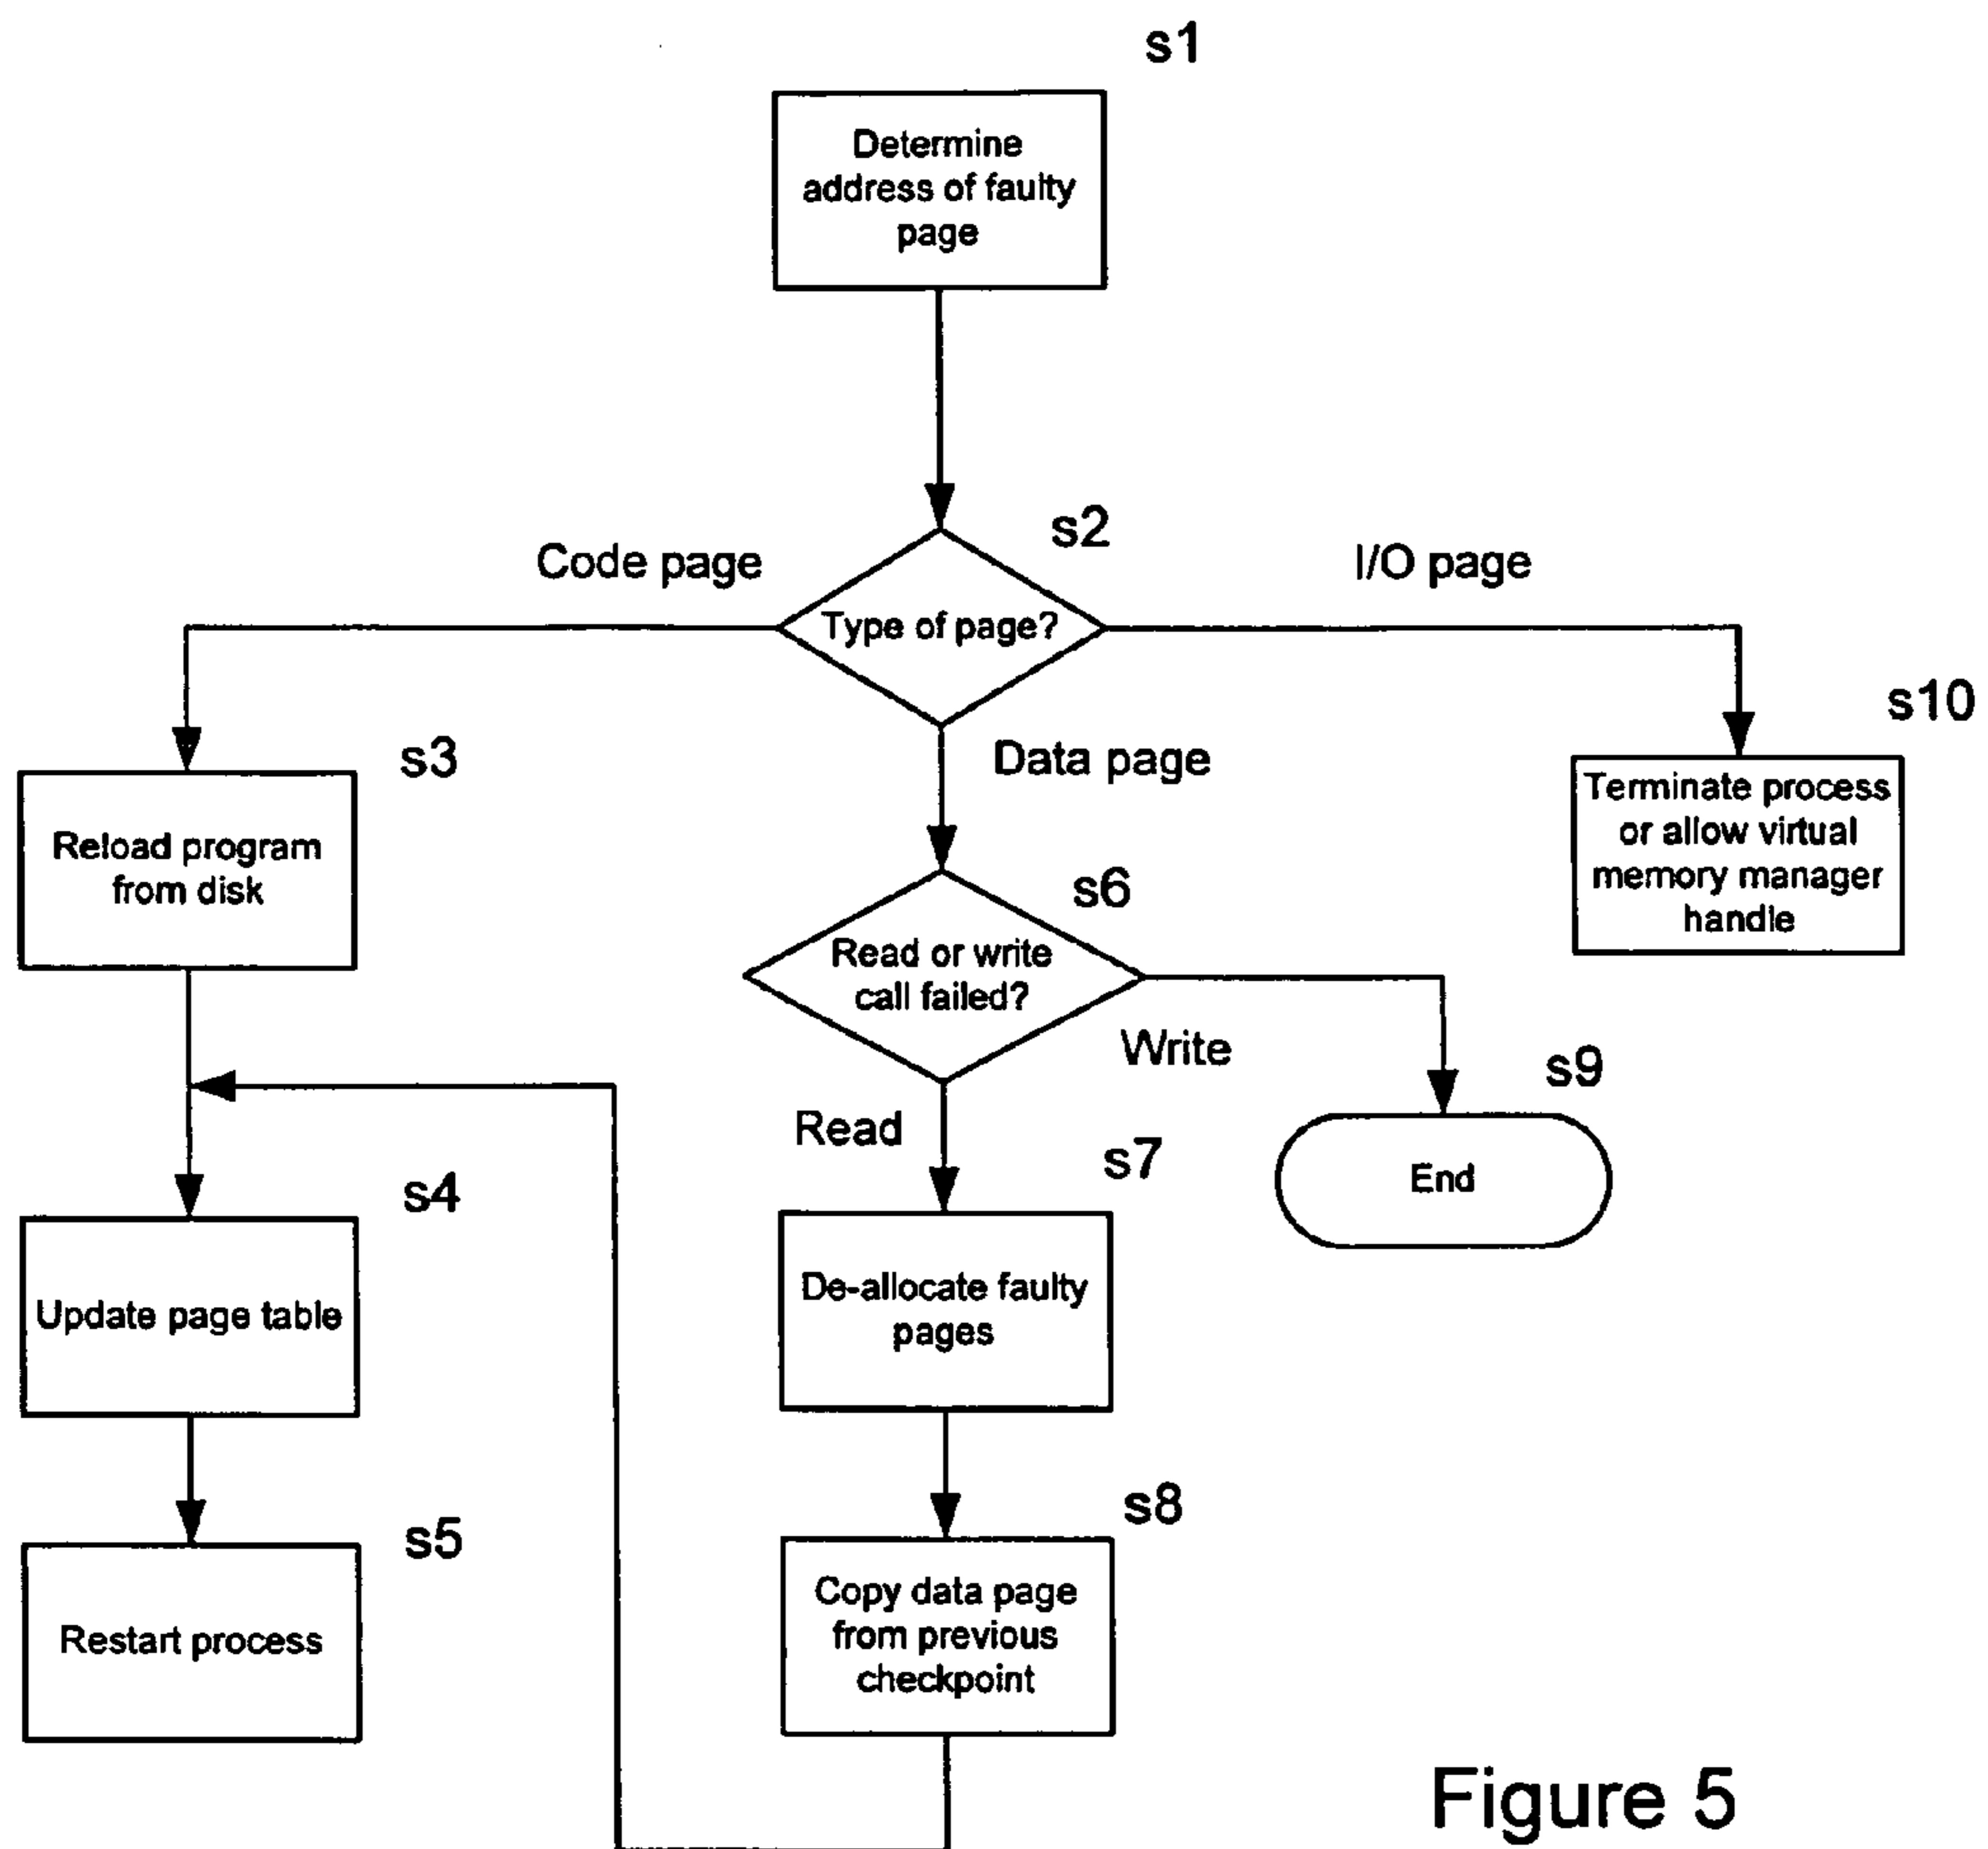 s1
Determine
address of faulty
page
s2
Code page
I/O page
Type of page?
s10
s3
Data page
Terminate process
or allow virtual
memory manager
handle
Reload program
from disk
s6
Read or write
call failed?
Write
s9
Read
s7
End
s4
De-allocate faulty
pages
Update page table
s8
s5
Copy data page
from previous
checkpoint
Restart process
Figure 5